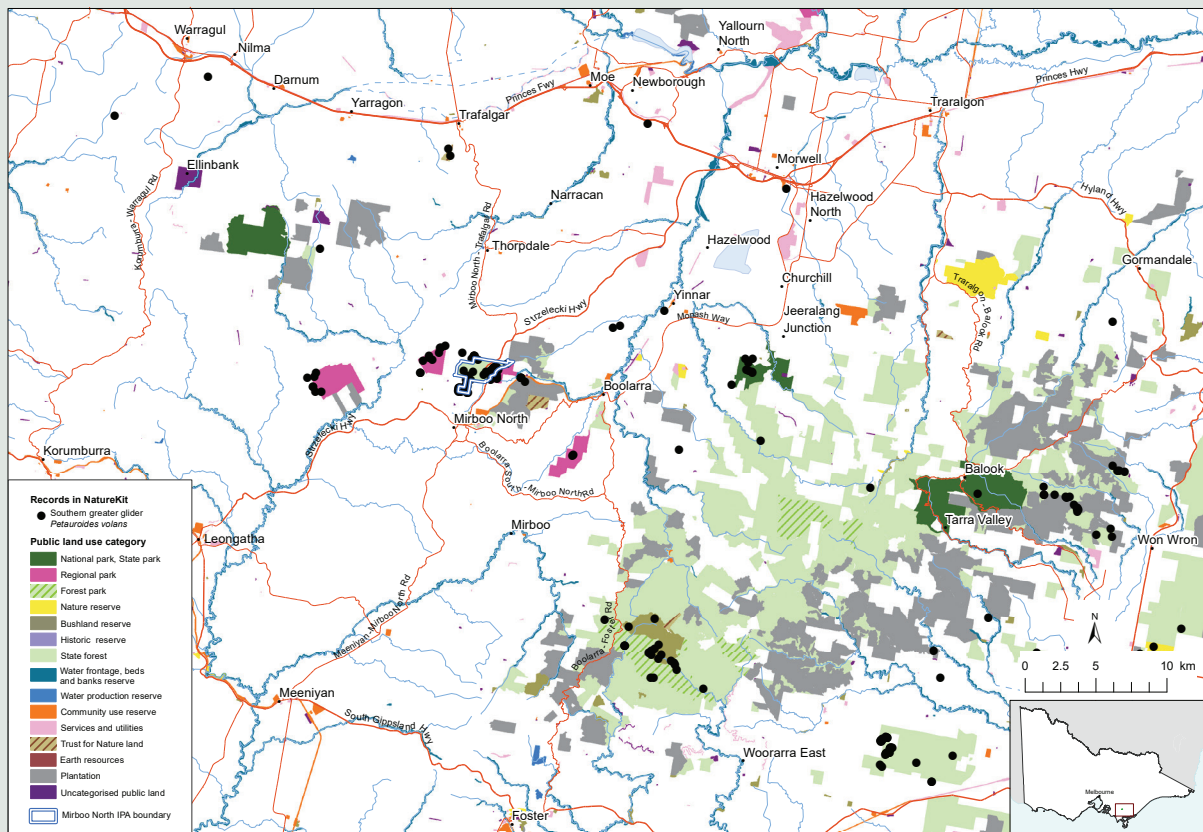 Warragul
Nilma
Darnum
Yarragon
Trafalgar
Princes Fwy
Moe
Newborough
Yallourn
North
Princes Hwy
Traralgon
Morwell
Hazelwood
North
Hazelwood
Churchill
Jeeralang
Junction
Hyland Hwy
Gormandale
Traralgon - Balook Rd
Ellinbank
Korumburra - Warragul Rd
Narracan
Thorpdale
Mirboo North - Trafalgar Rd
Strzelecki Hwy
Yinnar
Monash Way
Boolarra
Mirboo North
Strzelecki Hwy
Korumburra
Boolarra South - Mirboo North Rd
Balook
Tarra Valley
Won Wron
Mirboo
Leongatha
Meeniyan - Mirboo North Rd
Boolarra - Foster Rd
Meeniyan
South Gippsland Hwy
Woorarra East
Foster
Records in NatureKit
Southern greater glider
Petauroides volans
Public land use category
National park, State park
Regional park
Forest park
Nature reserve
Bushland reserve
Historic reserve
State forest
Water frontage, beds
and banks reserve
Water production reserve
Community use reserve
Services and utilities
Trust for Nature land
Earth resources
Plantation
Uncategorised public land
Mirboo North IPA boundary
N
0 2.5 5 10 km
Melbourne